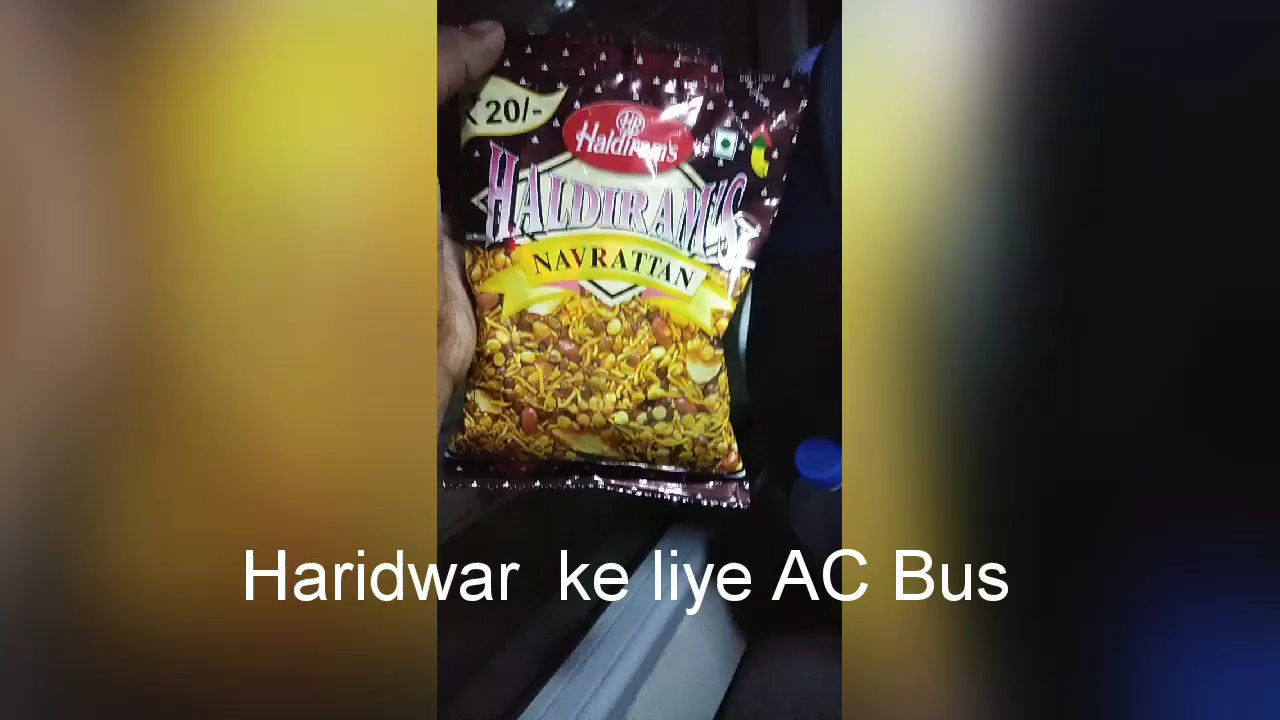 ₹ 20/-
Haldiram's
HALDIRAM'S
NAVRATTAN
Haridwar ke liye AC Bus